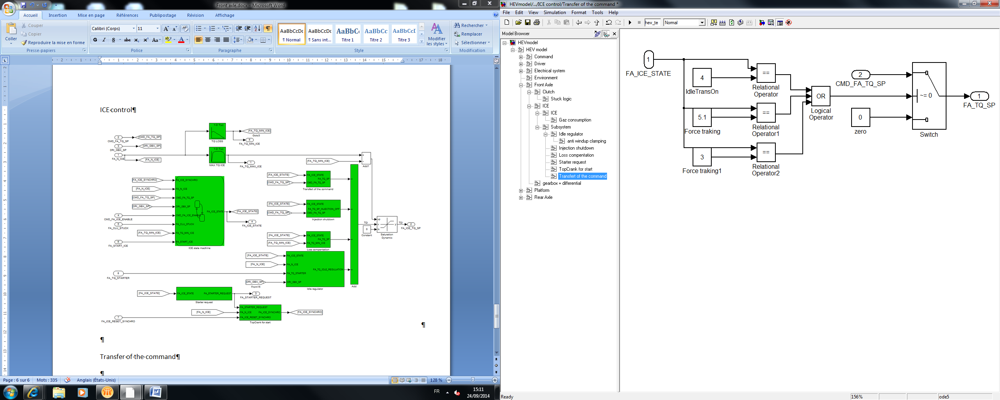 Front axle.docx - Microsoft Word
Accueil Insertion Mise en page Références Publipostage Révision Affichage
Coller
Couper
Copier
Reproduire la mise en forme
Presse-papiers
Calibri (Corps) 11
G I S abc x₂ x² Aa
Police
Paragraphe
AaBbCcDc AaBbCcDc AaBbC AaBbCc AaBbCcI
¶ Normal ¶ Sans int... Titre 1 Titre 2 Titre 3
Modifier
les styles
Style
Rechercher
Remplacer
Sélectionner
Modification
2 1 1 2 3 4 5 6 7 8 9 10 11 12 13 14 15 16 17 18
ICE·control¶
1-D T(u)
TQ LOSS
[FA_TQ_MIN_ICE]
Goto3
5
FA_TQ_MIN_ICE
2
CMD_FA_TQ_SP
[CMD_FA_TQ_SP]
3
DRI_GBX_SP
[DRI_GBX_SP]
1
FA_N_ICE
[FA_N_ICE]
1-D T(u)
MAX TQ ICE
1
FA_TQ_MAX_ICE
[FA_TQ_MIN_ICE]
Add1
[FA_ICE_SYNCHRO]
[FA_N_ICE]
[CMD_FA_TQ_SP]
[DRI_GBX_SP]
4
CMD_FA_ICE_ENABLE
5
FA_CLU_STUCK
[FA_TQ_MIN_ICE]
6
FA_START_ICE
FA_ICE_SYNCHRO
FA_N_ICE
CMD_FA_TQ_SP
DRI_GBX_SP
CMD_FA_ICE_ENABLE
FA_CLU_STUCK
FA_TQ_MIN_ICE
FA_START_ICE
FA_ICE_STATE
ICE state machine
[FA_ICE_STATE]
4
FA_ICE_STATE
[FA_ICE_STATE]
[CMD_FA_TQ_SP]
FA_ICE_STATE
FA_TQ_SP
CMD_FA_TQ_SP
Transfert of the command
[FA_ICE_STATE]
[CMD_FA_TQ_SP]
FA_ICE_STATE
FA_TQ_SP_INJECTION_OFF
CMD_FA_TQ_SP
Injection shutdown
[FA_ICE_STATE]
[FA_TQ_MIN_ICE]
FA_ICE_STATE
FA_TQ_SP
FA_TQ_MIN_ICE
Loss compentation
[FA_ICE_STATE]
[FA_N_ICE]
8
FA_TQ_STARTER
[DRI_GBX_SP]
From15
FA_ICE_STATE
FA_N_ICE
FA_TQ_IDLE_REGULATION
FA_TQ_STARTER
DRI_GBX_SP
Idle regulator
Add
TQI
0
Constant
up
u
lo
y
Saturation
Dynamic
TQI
2
FA_ICE_TQ_SP
[FA_ICE_STATE]
FA_ICE_STATE FA_STARTER_REQUEST
Starter request
3
FA_STARTER_REQUEST
[FA_N_ICE]
7
FA_ICE_RESET_SYNCHRO
FA_STARTER_REQUEST
FA_N_ICE FA_ICE_SYNCHRO
FA_ICE_RESET_SYNCHRO
TopCrank for start
[FA_ICE_SYNCHRO]
¶
¶
Transfer·of·the·command¶
¶
Page : 6 sur 6 Mots : 335 Anglais (États-Unis) 128 %
FR 15:11
24/09/2014
HEVmodel/.../ICE control/Transfer of the command *
File Edit View Simulation Format Tools Help
hev_te Normal
Model Browser
HEVmodel
HEV model
Command
Driver
Electrical system
Environment
Front Axle
Clutch
Stuck logic
ICE
ICE
Gaz consumption
Subsystem
Idle regulator
anti windup clamping
Injection shutdown
Loss compentation
Starter request
TopCrank for start
Transfert of the command
gearbox + differential
Platform
Rear Axle
1
FA_ICE_STATE
4
IdleTransOn
==
Relational
Operator
5.1
Force traking
==
Relational
Operator1
3
Force traking1
==
Relational
Operator2
OR
Logical
Operator
2
CMD_FA_TQ_SP
0
zero
~= 0
Switch
1
FA_TQ_SP
Ready 156% ode5